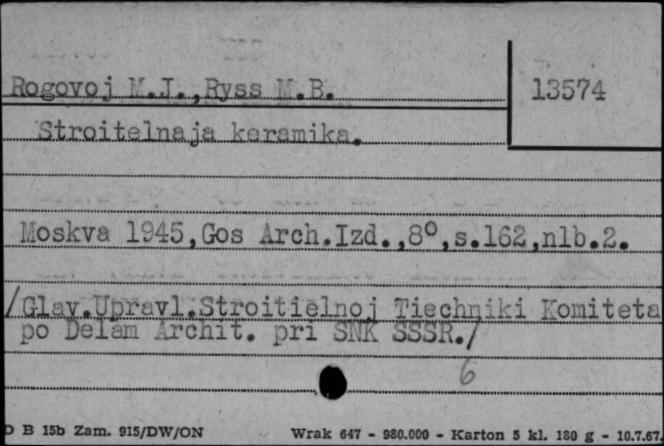 Rogovoj M.I.,Ryss M.B. 13574
Stroitelnaja keramika.
Moskva 1945,Gos Arch.Izd.,8°,s.162,nlb.2.
/Glav.Upravl.Stroitielnoj Tiechniki Komiteta
po Delam Archit. pri SNK SSSR./
6
D B 15b Zam. 915/DW/ON Wrak 647 - 980.000 - Karton 5 kl. 180 g - 10.7.67.